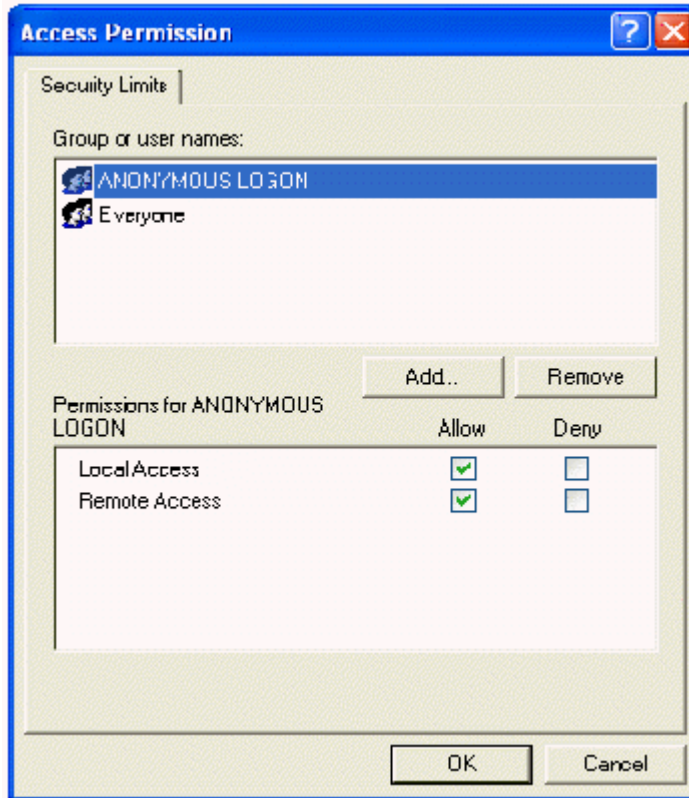 Access Permission
Security Limits
Group or user names:
ANONYMOUS LOGON
Everyone
Add...
Remove
Permissions for ANONYMOUS
LOGON
Allow
Deny
Local Access
Remote Access
OK
Cancel